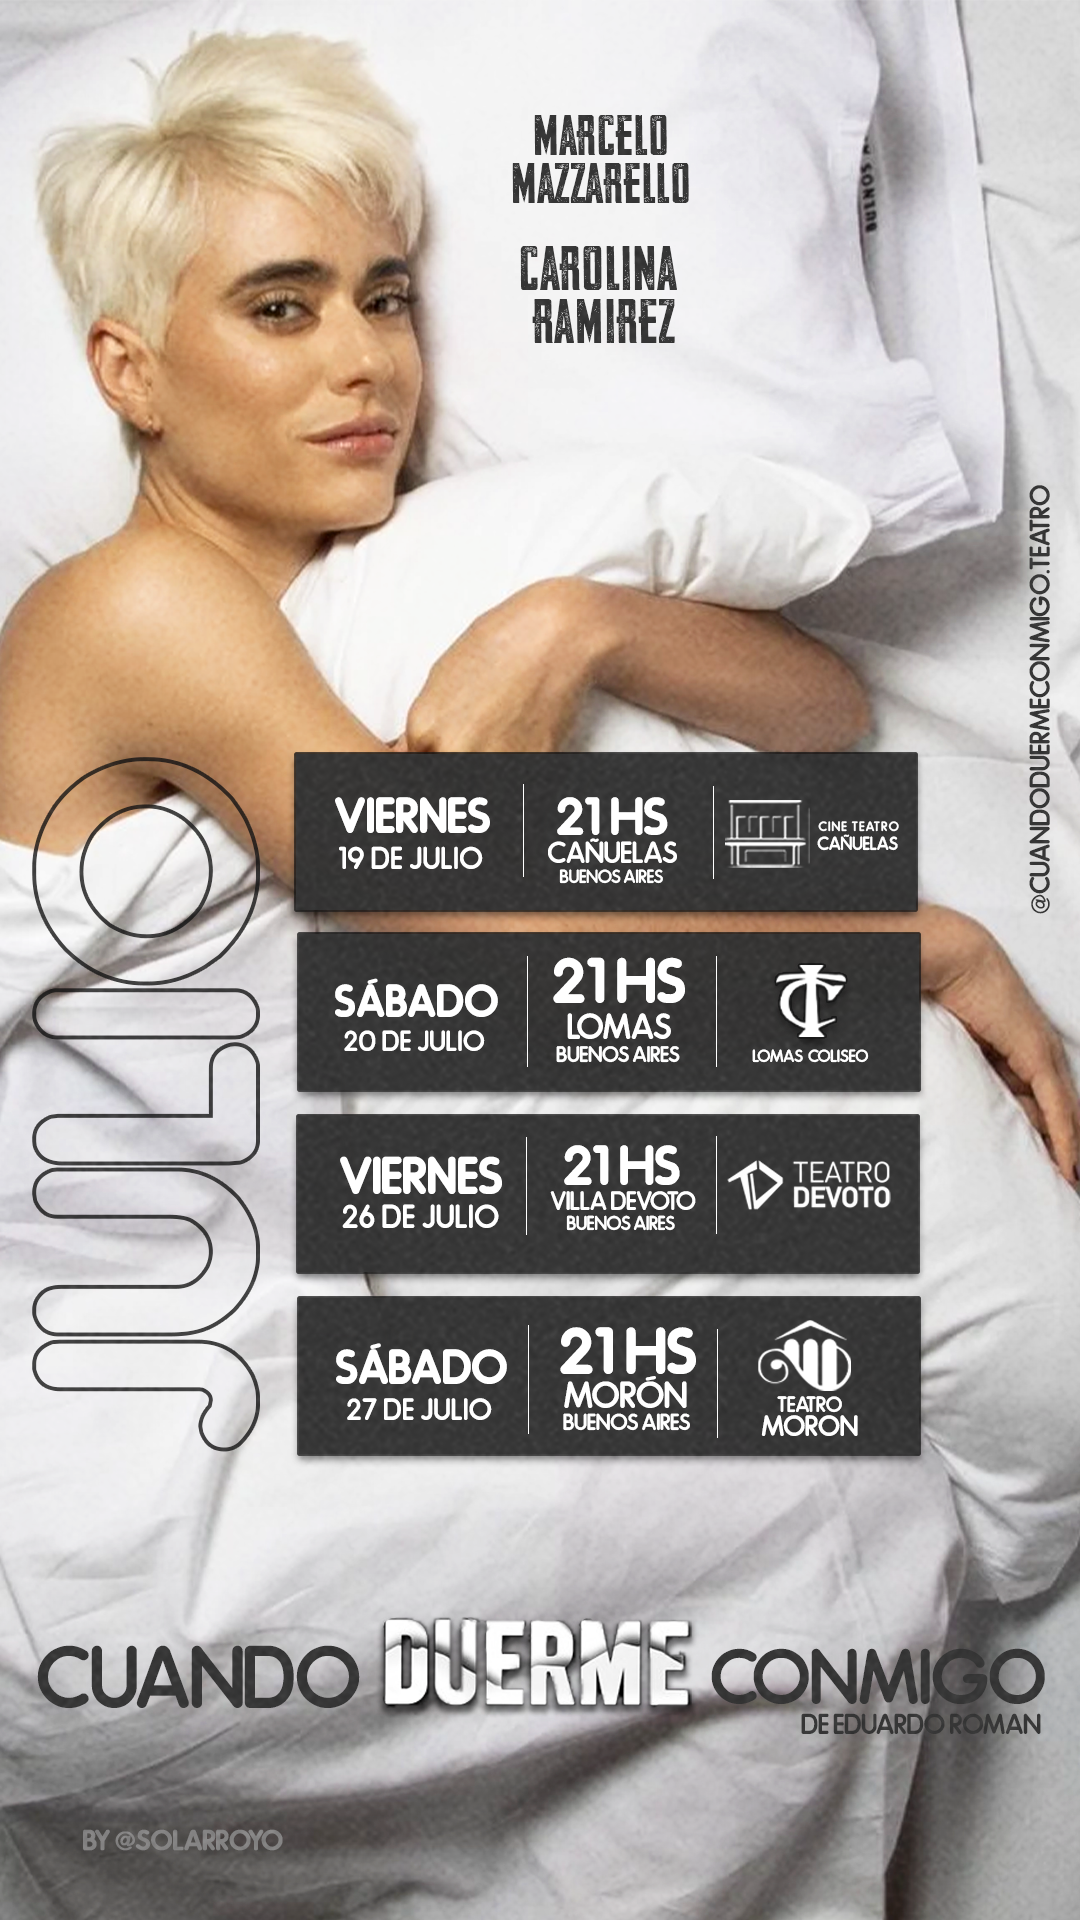 MARCELO
MAZZARELLO
CAROLINA
RAMIREZ
BUENOS
@CUANDODUERMECONMIGO.TEATRO
JULIO
VIERNES
19 DE JULIO
21 HS
CAÑUELAS
BUENOS AIRES
CINE TEATRO
CAÑUELAS
SÁBADO
20 DE JULIO
21 HS
LOMAS
BUENOS AIRES
LOMAS COLISEO
VIERNES
26 DE JULIO
21 HS
VILLA DEVOTO
BUENOS AIRES
TEATRO
DEVOTO
SÁBADO
27 DE JULIO
21 HS
MORÓN
BUENOS AIRES
TEATRO
MORON
CUANDO DUERME CONMIGO
DE EDUARDO ROMAN
BY @SOLARROYO